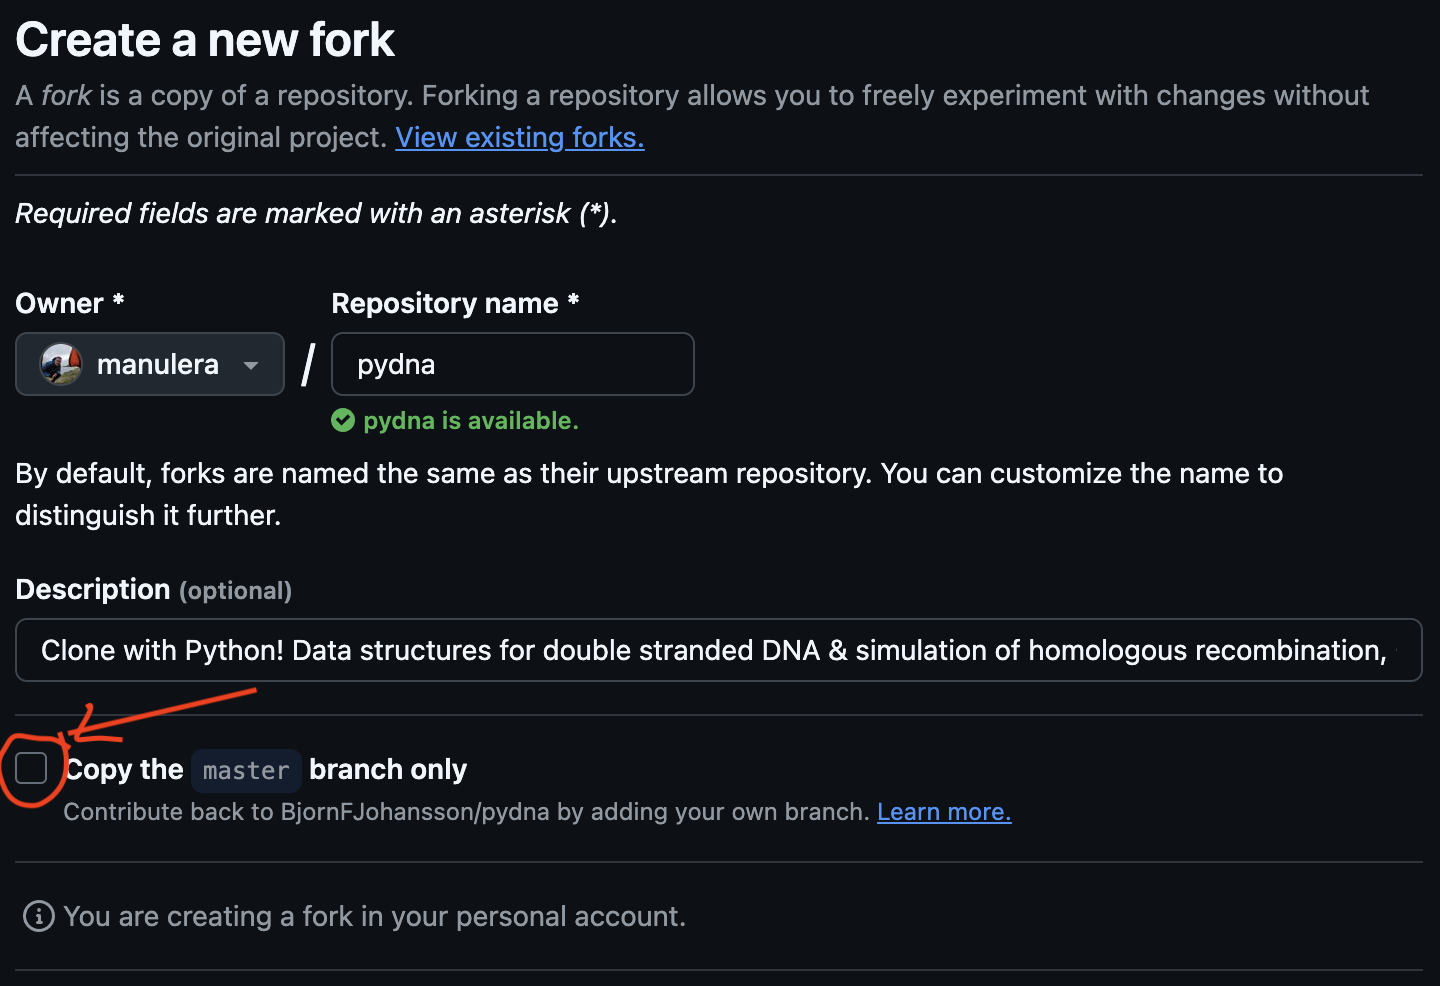 Create a new fork
A fork is a copy of a repository. Forking a repository allows you to freely experiment with changes without
affecting the original project. View existing forks.
Required fields are marked with an asterisk (*).
Owner *
Repository name *
manulera
/
pydna
pydna is available.
By default, forks are named the same as their upstream repository. You can customize the name to
distinguish it further.
Description (optional)
Clone with Python! Data structures for double stranded DNA & simulation of homologous recombination,
Copy the master branch only
Contribute back to BjornFJohansson/pydna by adding your own branch. Learn more.
You are creating a fork in your personal account.